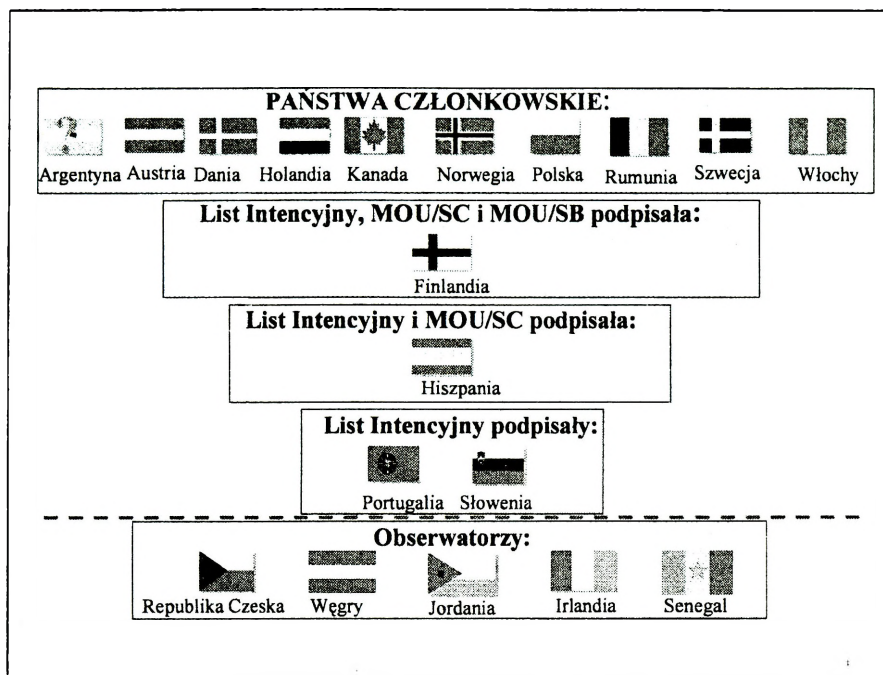 PAŃSTWA CZŁONKOWSKIE:
Argentyna Austria Dania Holandia Kanada Norwegia Polska Rumunia Szwecja Włochy
List Intencyjny, MOU/SC i MOU/SB podpisała:
Finlandia
List Intencyjny i MOU/SC podpisała:
Hiszpania
List Intencyjny podpisały:
Portugalia Słowenia
Obserwatorzy:
Republika Czeska Węgry Jordania Irlandia Senegal